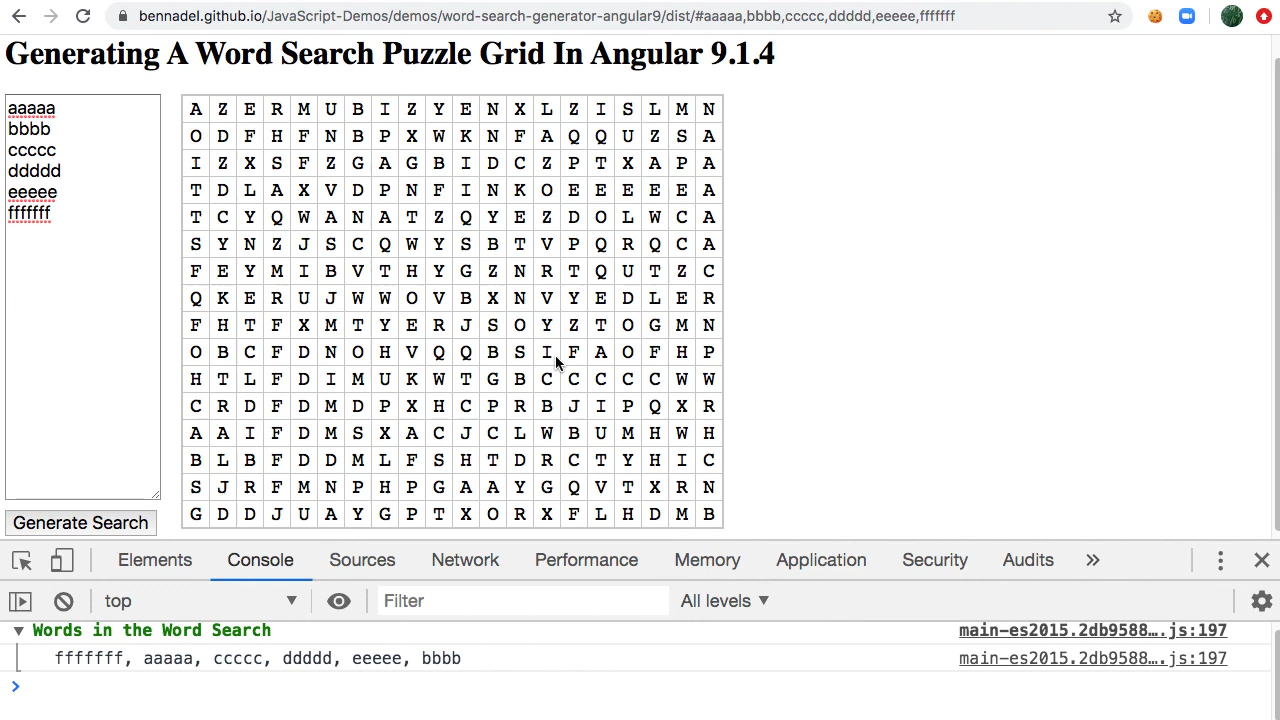 bennadel.github.io/JavaScript-Demos/demos/word-search-generator-angular9/dist/#aaaaa,bbbb,ccccc,ddddd,eeeee,fffffff
Generating A Word Search Puzzle Grid In Angular 9.1.4
aaaaa
bbbb
ccccc
ddddd
eeeee
fffffff
Generate Search
A Z E R M U B I Z Y E N X L Z I S L M N
O D F H F N B P X W K N F A Q Q U Z S A
I Z X S F Z G A G B I D C Z P T X A P A
T D L A X V D P N F I N K O E E E E E A
T C Y Q W A N A T Z Q Y E Z D O L W C A
S Y N Z J S C Q W Y S B T V P Q R Q C A
F E Y M I B V T H Y G Z N R T Q U T Z C
Q K E R U J W W O V B X N V Y E D L E R
F H T F X M T Y E R J S O Y Z T O G M N
O B C F D N O H V Q Q B S I F A O F H P
H T L F D I M U K W T G B C C C C C W W
C R D F D M D P X H C P R B J I P Q X R
A A I F D M S X A C J C L W B U M H W H
B L B F D D M L F S H T D R C T Y H I C
S J R F M N P H P G A A Y G Q V T X R N
G D D J U A Y G P T X O R X F L H D M B
Elements Console Sources Network Performance Memory Application Security Audits »
top Filter All levels
Words in the Word Search main-es2015.2db9588….js:197
fffffff, aaaaa, ccccc, ddddd, eeeee, bbbb main-es2015.2db9588….js:197